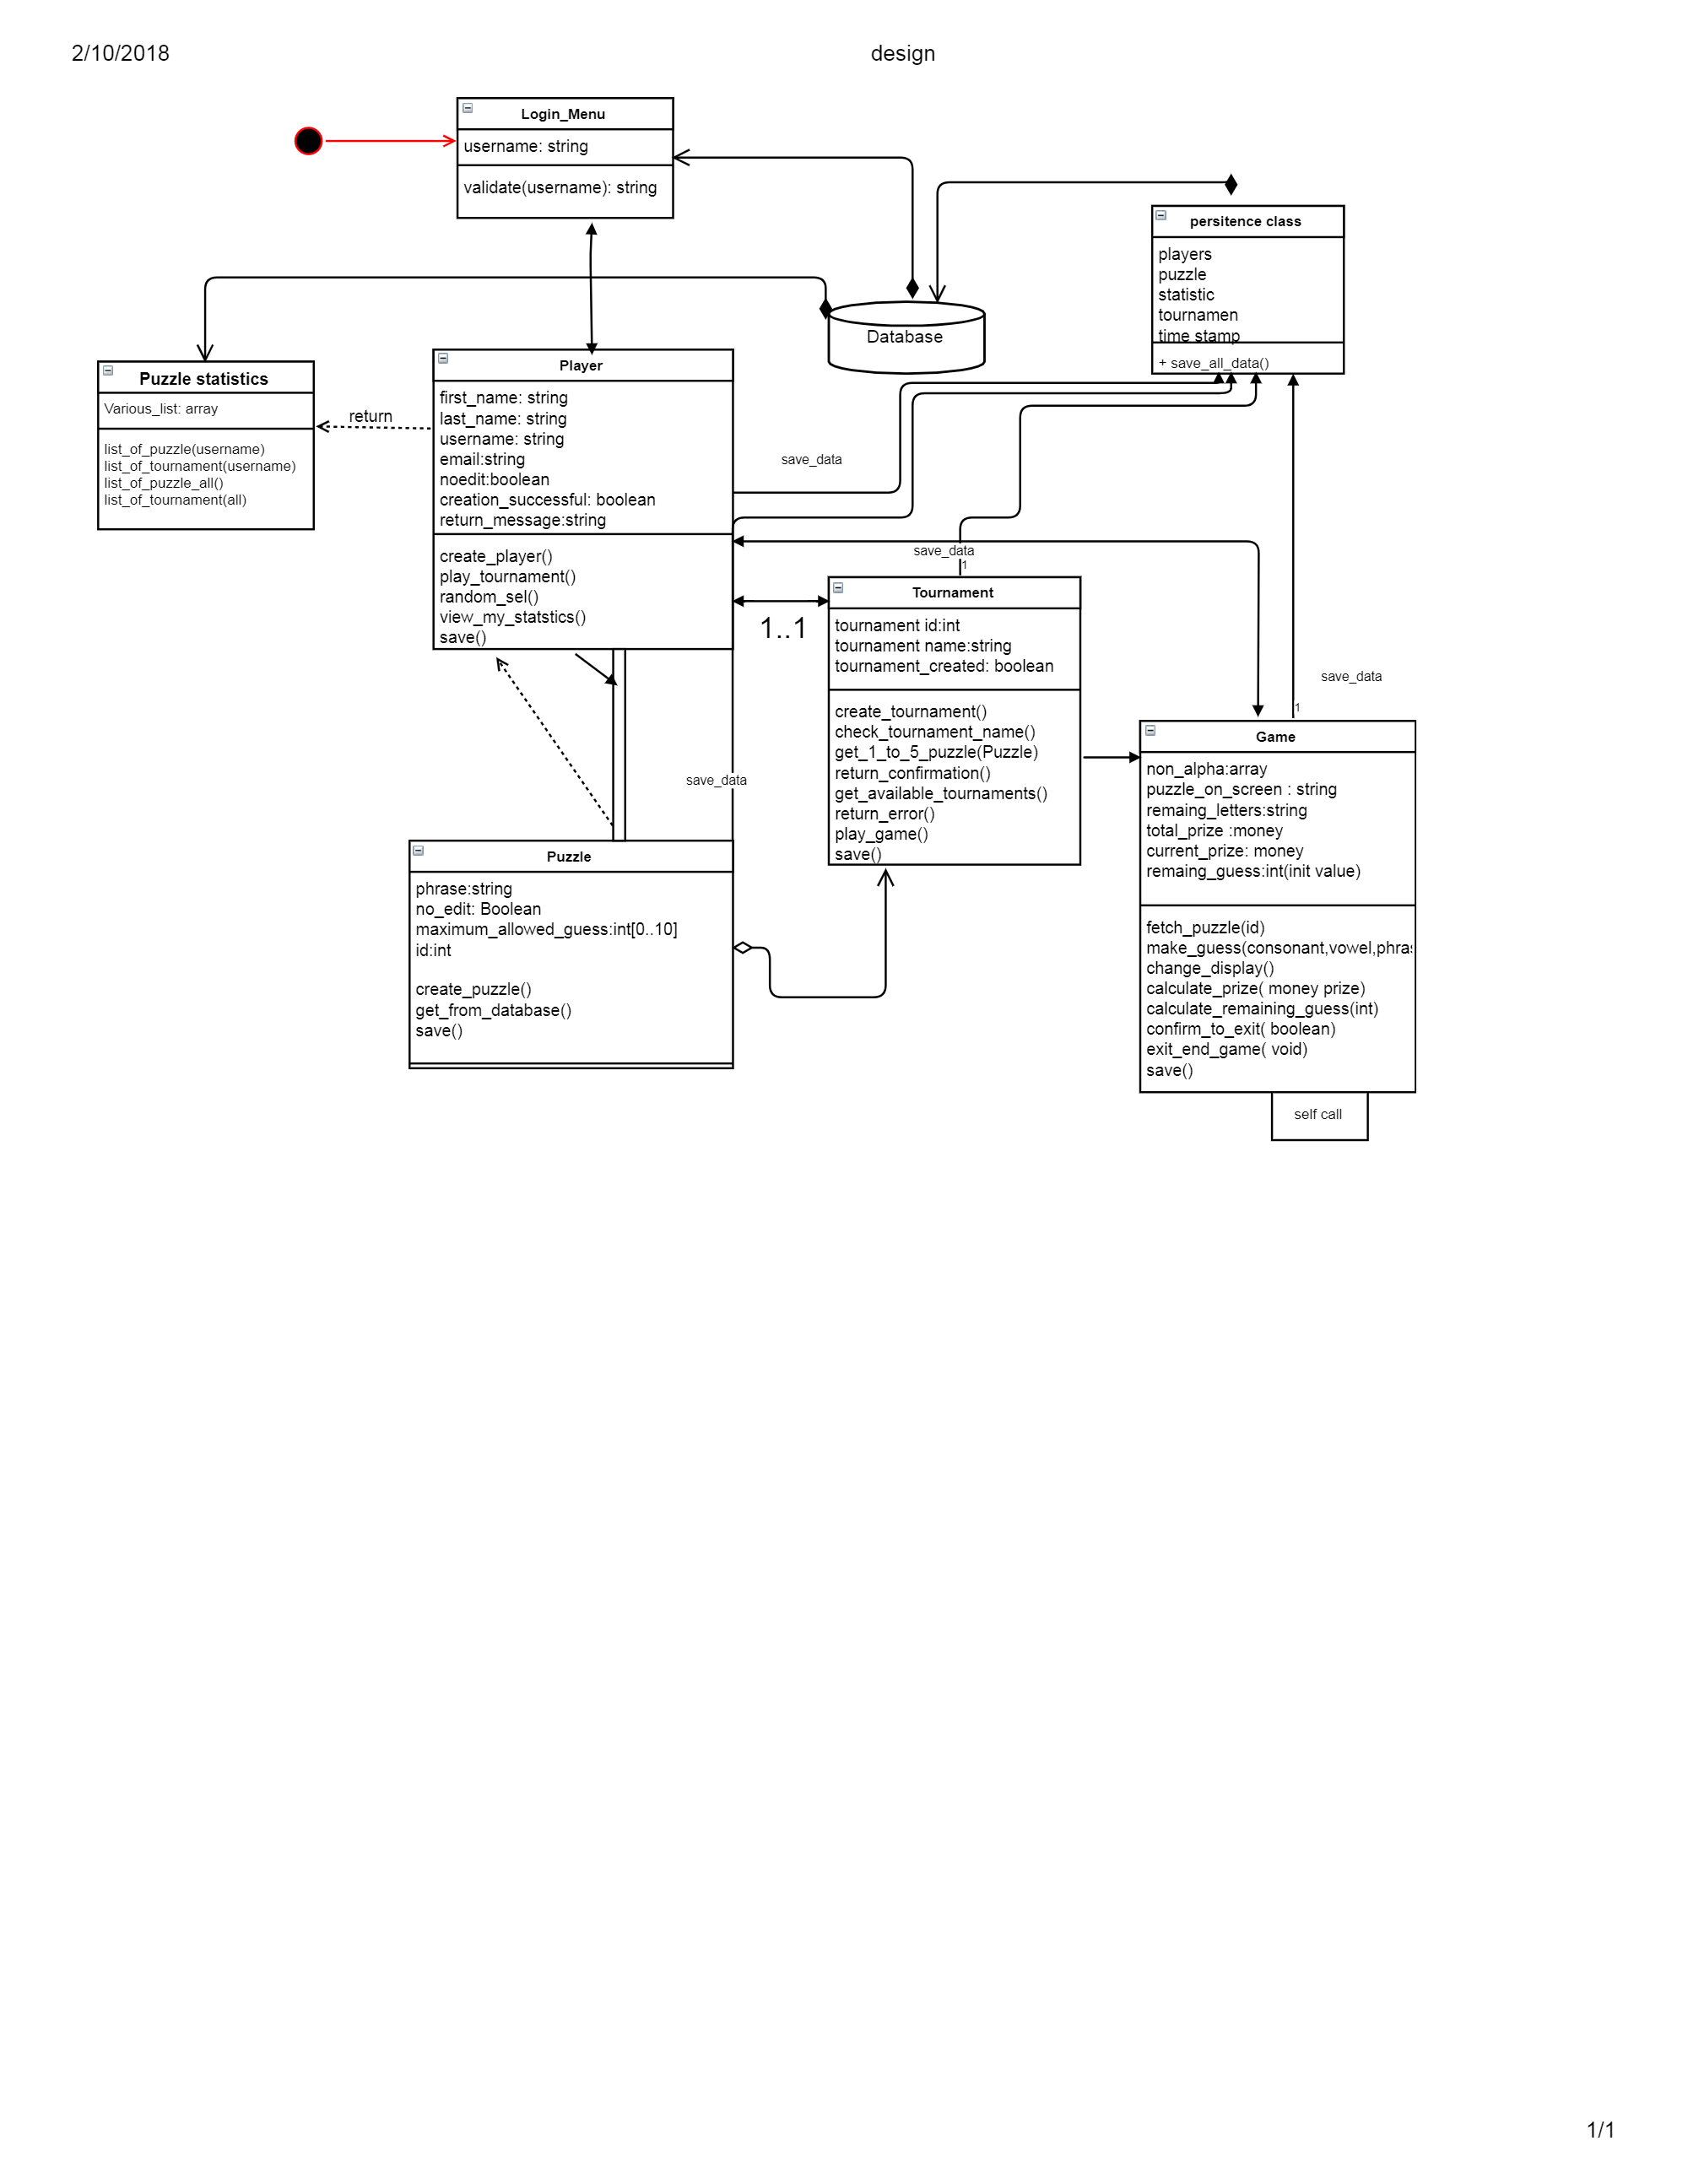 2/10/2018
design
Login_Menu
username: string
validate(username): string
persitence class
players
puzzle
statistic
tournamen
time stamp
+ save_all_data()
Database
Puzzle statistics
Various_list: array
list_of_puzzle(username)
list_of_tournament(username)
list_of_puzzle_all()
list_of_tournament(all)
return
Player
first_name: string
last_name: string
username: string
email:string
noedit:boolean
creation_successful: boolean
return_message:string
create_player()
play_tournament()
random_sel()
view_my_statstics()
save()
save_data
save_data
1
1..1
Tournament
tournament id:int
tournament name:string
tournament_created: boolean
create_tournament()
check_tournament_name()
get_1_to_5_puzzle(Puzzle)
return_confirmation()
get_available_tournaments()
return_error()
play_game()
save()
save_data
1
Game
non_alpha:array
puzzle_on_screen : string
remaing_letters:string
total_prize :money
current_prize: money
remaing_guess:int(init value)
fetch_puzzle(id)
make_guess(consonant,vowel,phras
change_display()
calculate_prize( money prize)
calculate_remaining_guess(int)
confirm_to_exit( boolean)
exit_end_game( void)
save()
self call
save_data
Puzzle
phrase:string
no_edit: Boolean
maximum_allowed_guess:int[0..10]
id:int
create_puzzle()
get_from_database()
save()
1/1